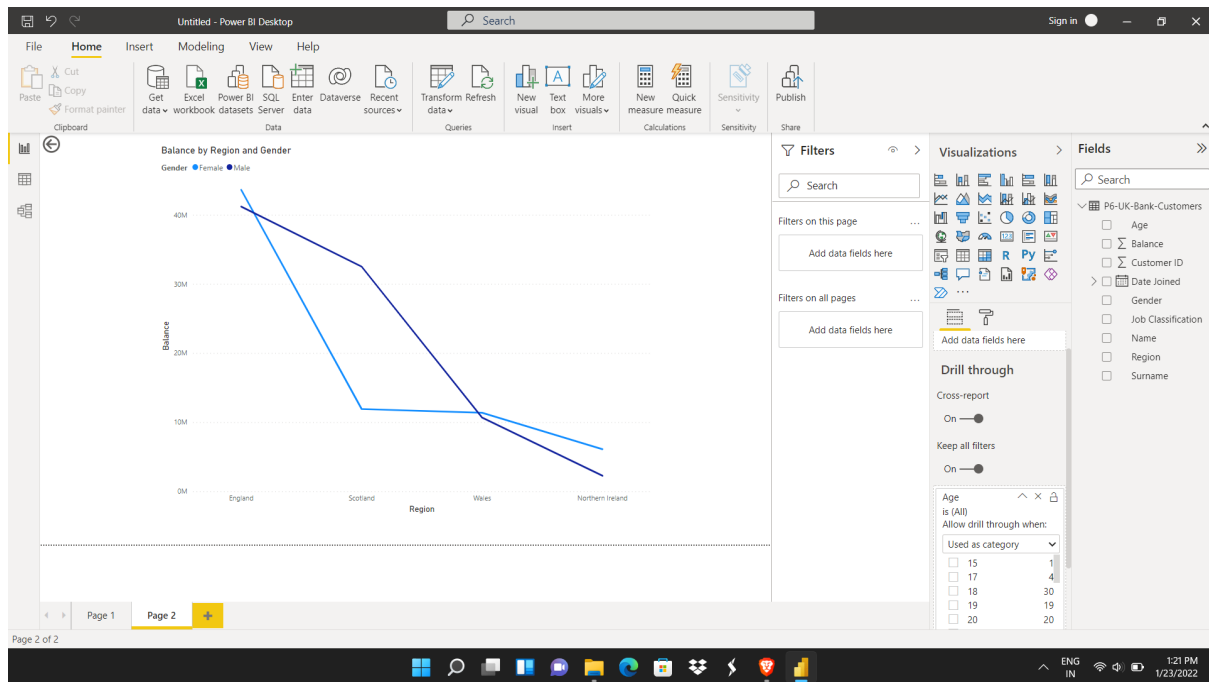 Untitled - Power BI Desktop
Search
Sign in
File Home Insert Modeling View Help
Paste
Cut
Copy
Format painter
Clipboard
Get data
Excel workbook
Power BI datasets
SQL Server
Enter data
Dataverse
Recent sources
Data
Transform data
Refresh
Queries
New visual
Text box
More visuals
Insert
New measure
Quick measure
Calculations
Sensitivity
Sensitivity
Publish
Share
Balance by Region and Gender
Gender Female Male
40M
30M
20M
10M
0M
Balance
England Scotland Wales Northern Ireland
Region
Filters
Search
Filters on this page ...
Add data fields here
Filters on all pages ...
Add data fields here
Visualizations
123
R Py
...
Add data fields here
Drill through
Cross-report
On
Keep all filters
On
Age
is (All)
Allow drill through when:
Used as category
15 1
17 4
18 30
19 19
20 20
Fields
Search
P6-UK-Bank-Customers
Age
∑ Balance
∑ Customer ID
Date Joined
Gender
Job Classification
Name
Region
Surname
Page 1 Page 2 +
Page 2 of 2
ENG
IN
1:21 PM
1/23/2022